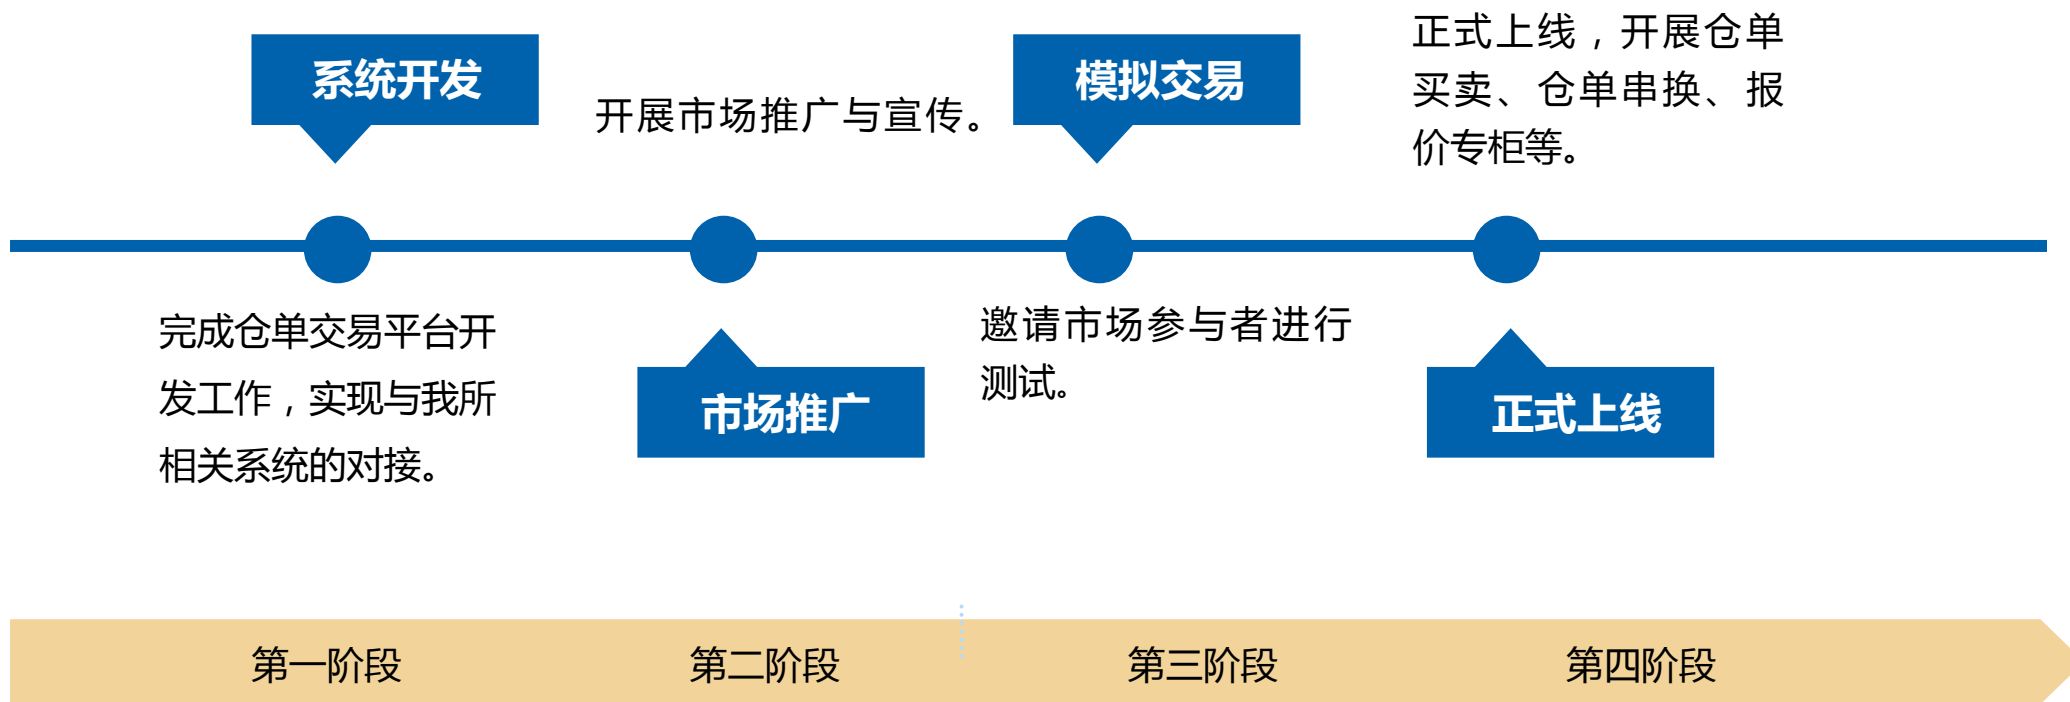 系统开发
完成仓单交易平台开
发工作，实现与我所
相关系统的对接。
开展市场推广与宣传。
市场推广
模拟交易
邀请市场参与者进行
测试。
正式上线，开展仓单
买卖、仓单串换、报
价专柜等。
正式上线
第一阶段
第二阶段
第三阶段
第四阶段